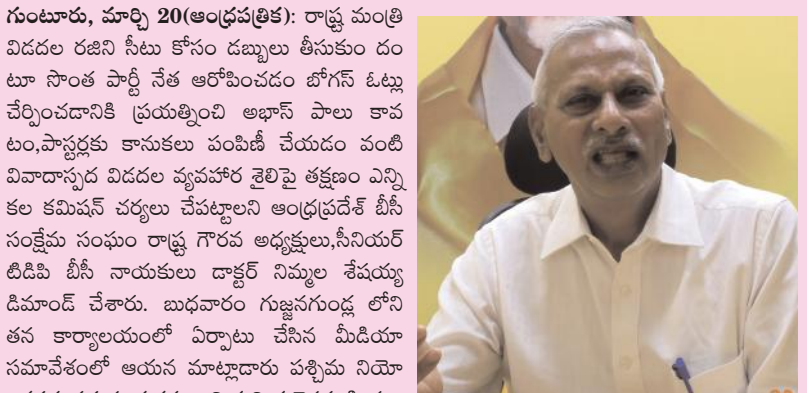 గుంటూరు, మార్చి 20(ఆంధ్రపత్రిక): రాష్ట్ర మంత్రి
విడదల రజిని సీటు కోసం డబ్బులు తీసుకుం దం
టూ సొంత పార్టీ నేత ఆరోపించడం బోగస్ ఓట్లు
చేర్పించడానికి ప్రయత్నించి అభాస్ పాలు కావ
టం,పాస్టర్లకు కానుకలు పంపిణీ చేయడం వంటి
వివాదాస్పద విడదల వ్యవహార శైలిపై తక్షణం ఎన్ని
కల కమిషన్ చర్యలు చేపట్టాలని ఆంధ్రప్రదేశ్ బీసీ
సంక్షేమ సంఘం రాష్ట్ర గౌరవ అధ్యక్షులు,సీనియర్
టిడిపి బీసీ నాయకులు డాక్టర్ నిమ్మల శేషయ్య
డిమాండ్ చేశారు. బుధవారం గుజ్జనగుండ్ల లోని
తన కార్యాలయంలో ఏర్పాటు చేసిన మీడియా
సమావేశంలో ఆయన మాట్లాడారు పశ్చిమ నియో